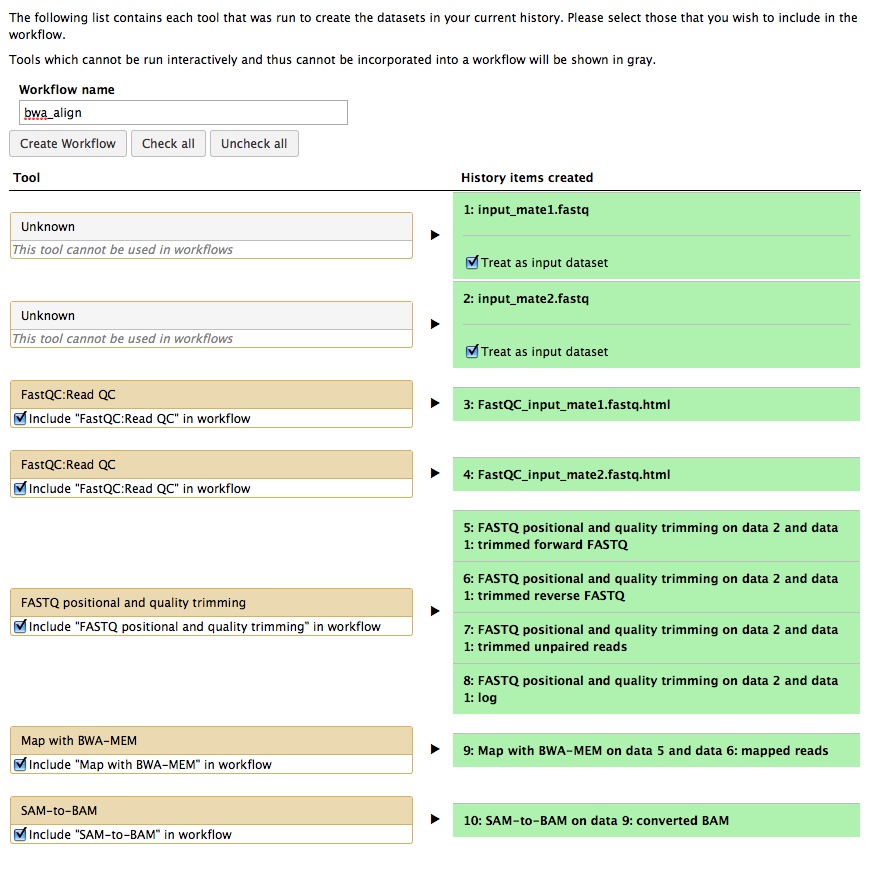 The following list contains each tool that was run to create the datasets in your current history. Please select those that you wish to include in the
workflow.
Tools which cannot be run interactively and thus cannot be incorporated into a workflow will be shown in gray.
Workflow name
bwa_align
Create Workflow Check all Uncheck all
Tool History items created
Unknown
This tool cannot be used in workflows
1: input_mate1.fastq
Treat as input dataset
Unknown
This tool cannot be used in workflows
2: input_mate2.fastq
Treat as input dataset
FastQC:Read QC
Include "FastQC:Read QC" in workflow
3: FastQC_input_mate1.fastq.html
FastQC:Read QC
Include "FastQC:Read QC" in workflow
4: FastQC_input_mate2.fastq.html
FASTQ positional and quality trimming
Include "FASTQ positional and quality trimming" in workflow
5: FASTQ positional and quality trimming on data 2 and data
1: trimmed forward FASTQ
6: FASTQ positional and quality trimming on data 2 and data
1: trimmed reverse FASTQ
7: FASTQ positional and quality trimming on data 2 and data
1: trimmed unpaired reads
8: FASTQ positional and quality trimming on data 2 and data
1: log
Map with BWA-MEM
Include "Map with BWA-MEM" in workflow
9: Map with BWA-MEM on data 5 and data 6: mapped reads
SAM-to-BAM
Include "SAM-to-BAM" in workflow
10: SAM-to-BAM on data 9: converted BAM